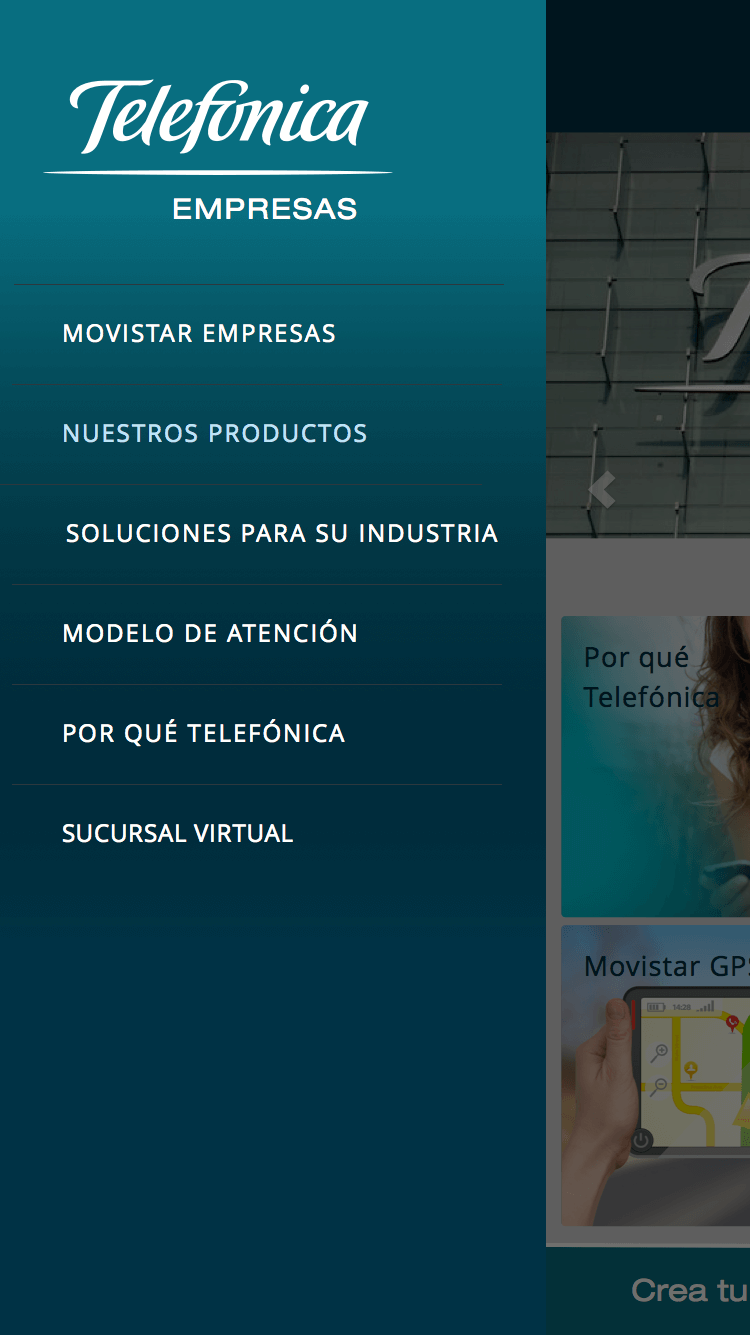 Telefónica
EMPRESAS
MOVISTAR EMPRESAS
NUESTROS PRODUCTOS
SOLUCIONES PARA SU INDUSTRIA
MODELO DE ATENCIÓN
POR QUÉ TELEFÓNICA
SUCURSAL VIRTUAL
Por qué
Telefónica
Movistar GPS
14:28
Crea tu